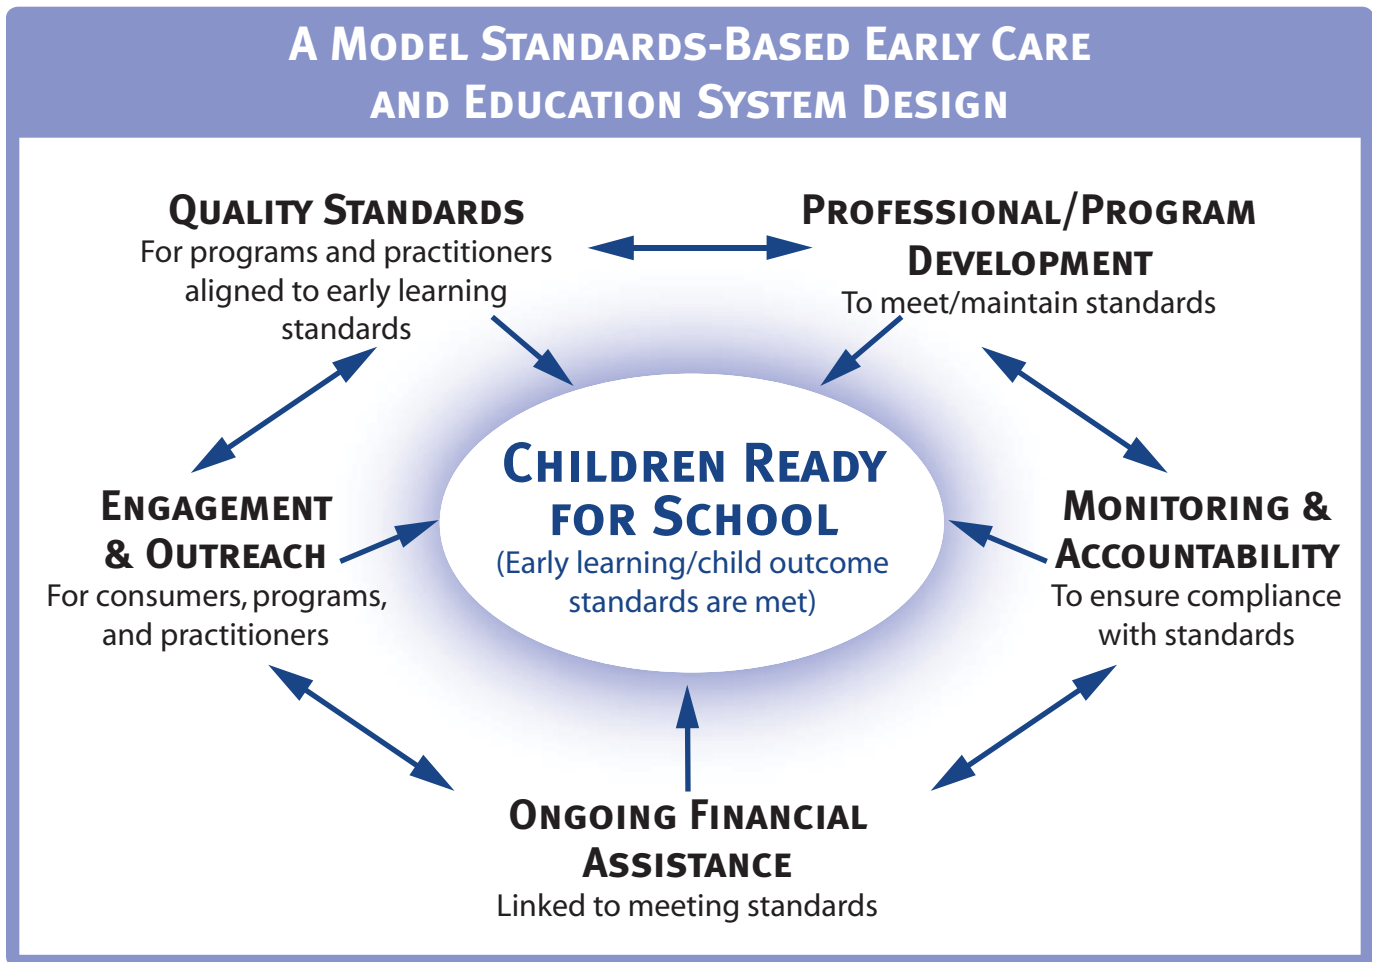 A Model Standards-Based Early Care
and Education System Design
Quality Standards
For programs and practitioners
aligned to early learning
standards
Professional/Program
Development
To meet/maintain standards
Children Ready
for School
(Early learning/child outcome
standards are met)
Engagement
& Outreach
For consumers, programs,
and practitioners
Monitoring &
Accountability
To ensure compliance
with standards
Ongoing Financial
Assistance
Linked to meeting standards